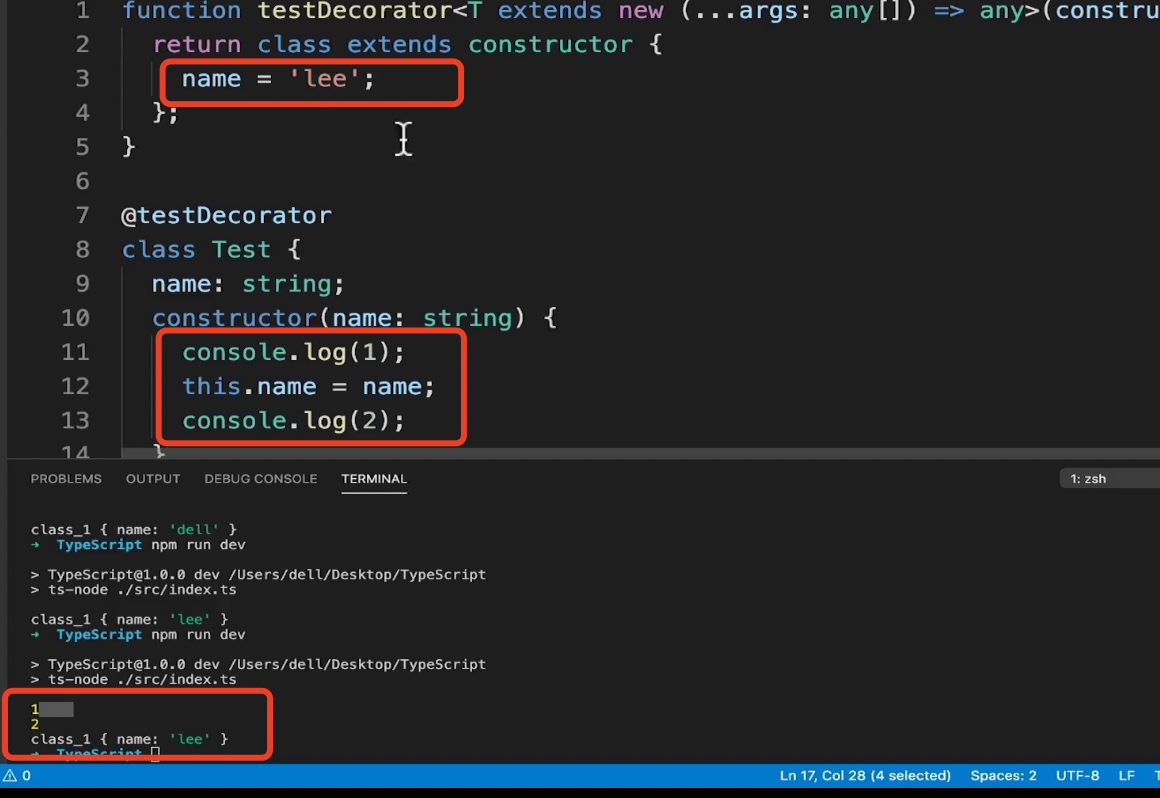 1 function testDecorator<T extends new (...args: any[]) => any>(constru
2 return class extends constructor {
3 name = 'lee';
4 };
5 }
6
7 @testDecorator
8 class Test {
9 name: string;
10 constructor(name: string) {
11 console.log(1);
12 this.name = name;
13 console.log(2);
14 }
PROBLEMS OUTPUT DEBUG CONSOLE TERMINAL 1: zsh
class_1 { name: 'dell' }
→ TypeScript npm run dev
> TypeScript@1.0.0 dev /Users/dell/Desktop/TypeScript
> ts-node ./src/index.ts
class_1 { name: 'lee' }
→ TypeScript npm run dev
> TypeScript@1.0.0 dev /Users/dell/Desktop/TypeScript
> ts-node ./src/index.ts
1
2
class_1 { name: 'lee' }
→ TypeScript
0 Ln 17, Col 28 (4 selected) Spaces: 2 UTF-8 LF